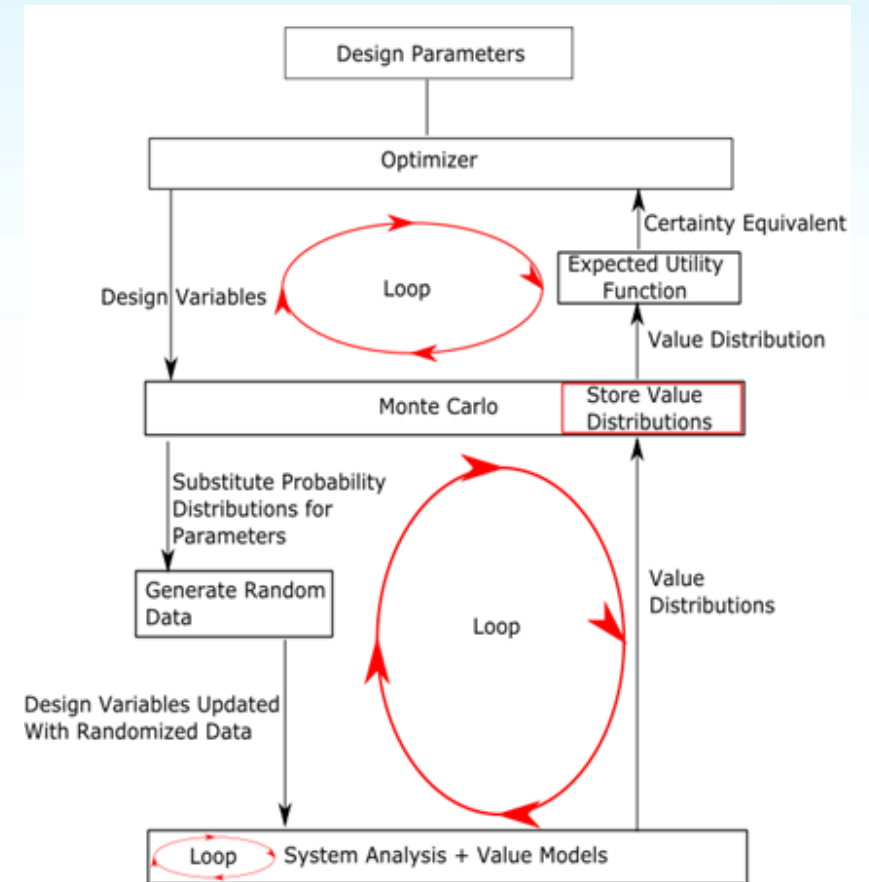 Design Parameters
Optimizer
Certainty Equivalent
Expected Utility
Function
Design Variables
Loop
Value Distribution
Monte Carlo
Store Value
Distributions
Substitute Probability
Distributions for
Parameters
Generate Random
Data
Value
Distributions
Loop
Design Variables Updated
With Randomized Data
Loop
System Analysis + Value Models